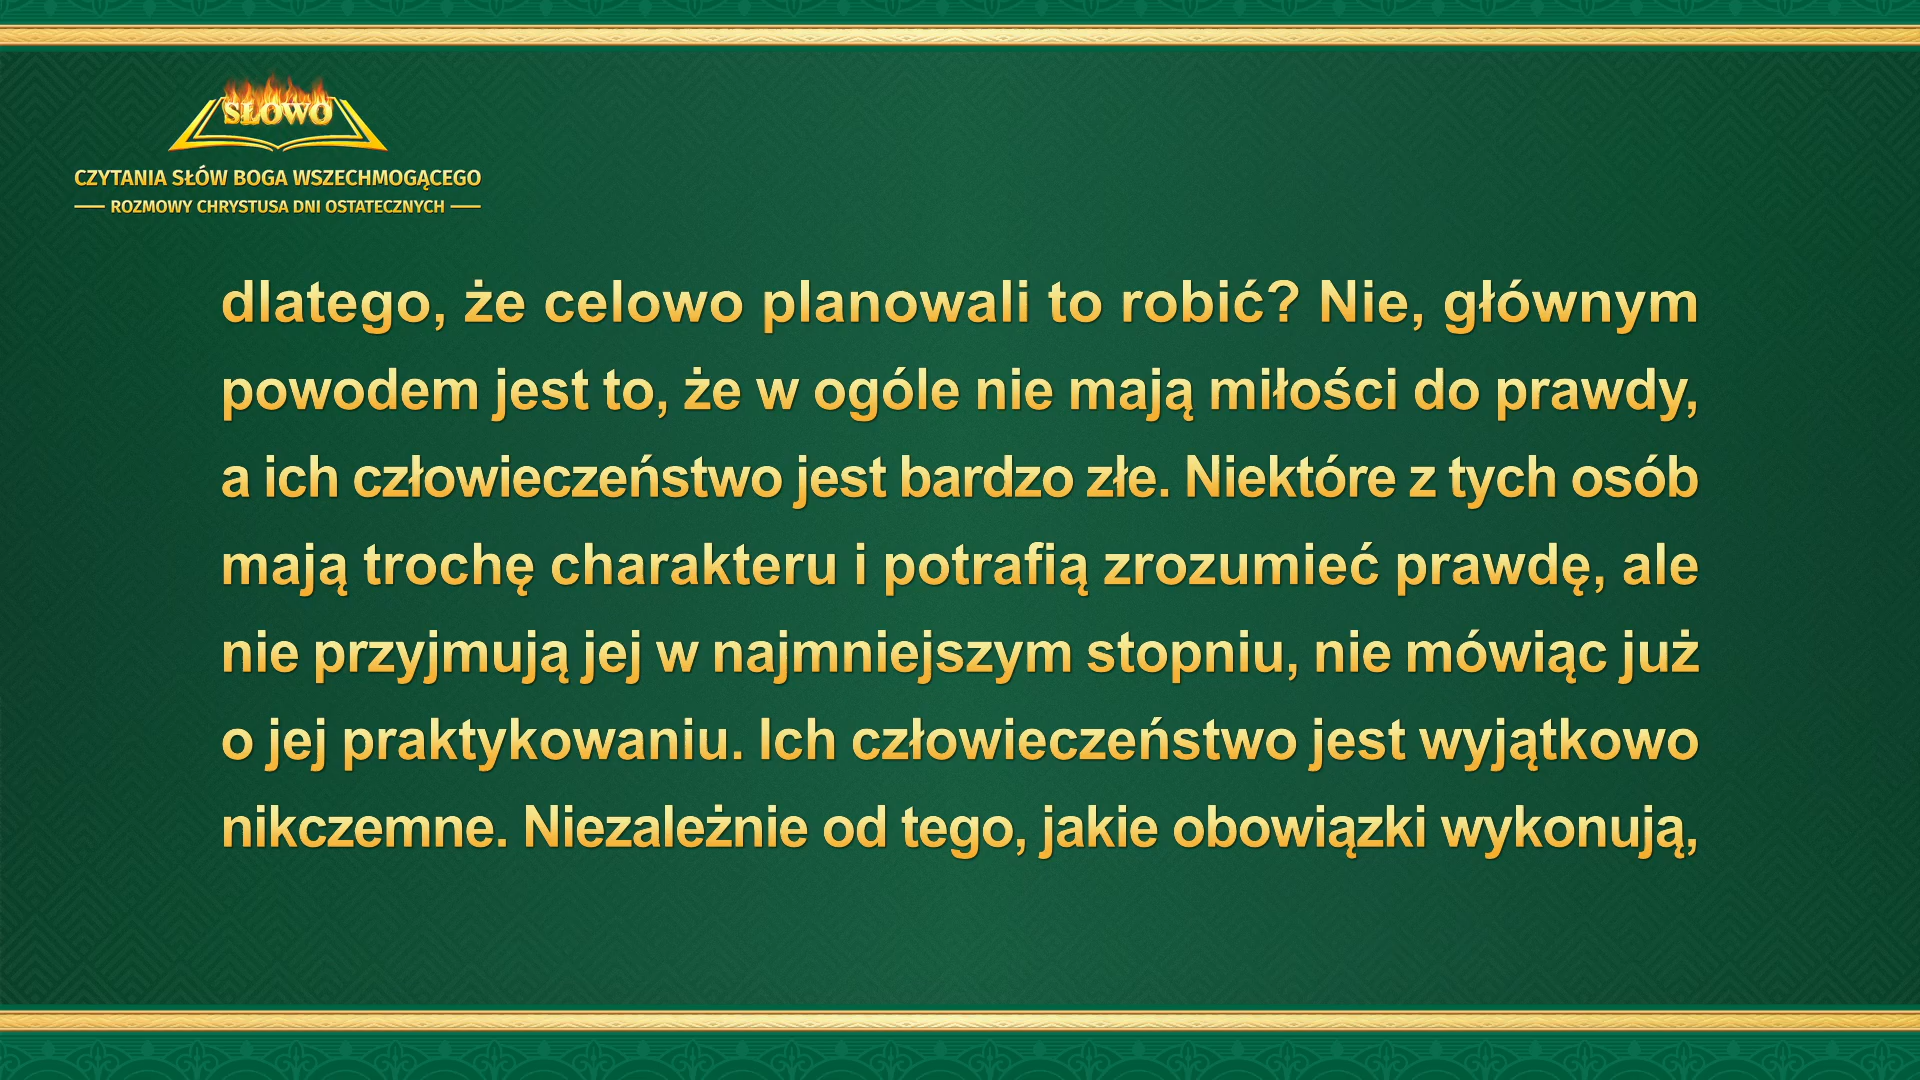 SŁOWO
CZYTANIA SŁÓW BOGA WSZECHMOGĄCEGO
ROZMOWY CHRYSTUSA DNI OSTATECZNYCH
dlatego, że celowo planowali to robić? Nie, głównym
powodem jest to, że w ogóle nie mają miłości do prawdy,
a ich człowieczeństwo jest bardzo złe. Niektóre z tych osób
mają trochę charakteru i potrafią zrozumieć prawdę, ale
nie przyjmują jej w najmniejszym stopniu, nie mówiąc już
o jej praktykowaniu. Ich człowieczeństwo jest wyjątkowo
nikczemne. Niezależnie od tego, jakie obowiązki wykonują,